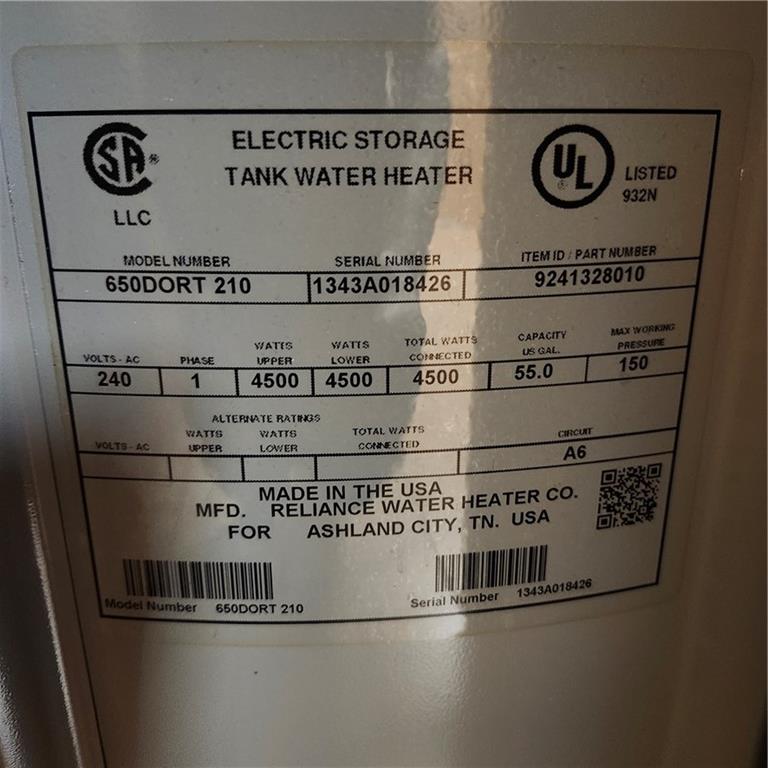 SA®
LLC
ELECTRIC STORAGE
TANK WATER HEATER
UL®
LISTED
932N
MODEL NUMBER SERIAL NUMBER ITEM ID / PART NUMBER
650DORT 210 1343A018426 9241328010
VOLTS - AC PHASE WATTS UPPER WATTS LOWER TOTAL WATTS CONNECTED CAPACITY US GAL. MAX WORKING PRESSURE
240 1 4500 4500 4500 55.0 150
ALTERNATE RATINGS
VOLTS - AC WATTS UPPER WATTS LOWER TOTAL WATTS CONNECTED CIRCUIT
A6
MADE IN THE USA
MFD. RELIANCE WATER HEATER CO.
FOR ASHLAND CITY, TN. USA
Model Number 650DORT 210 Serial Number 1343A018426